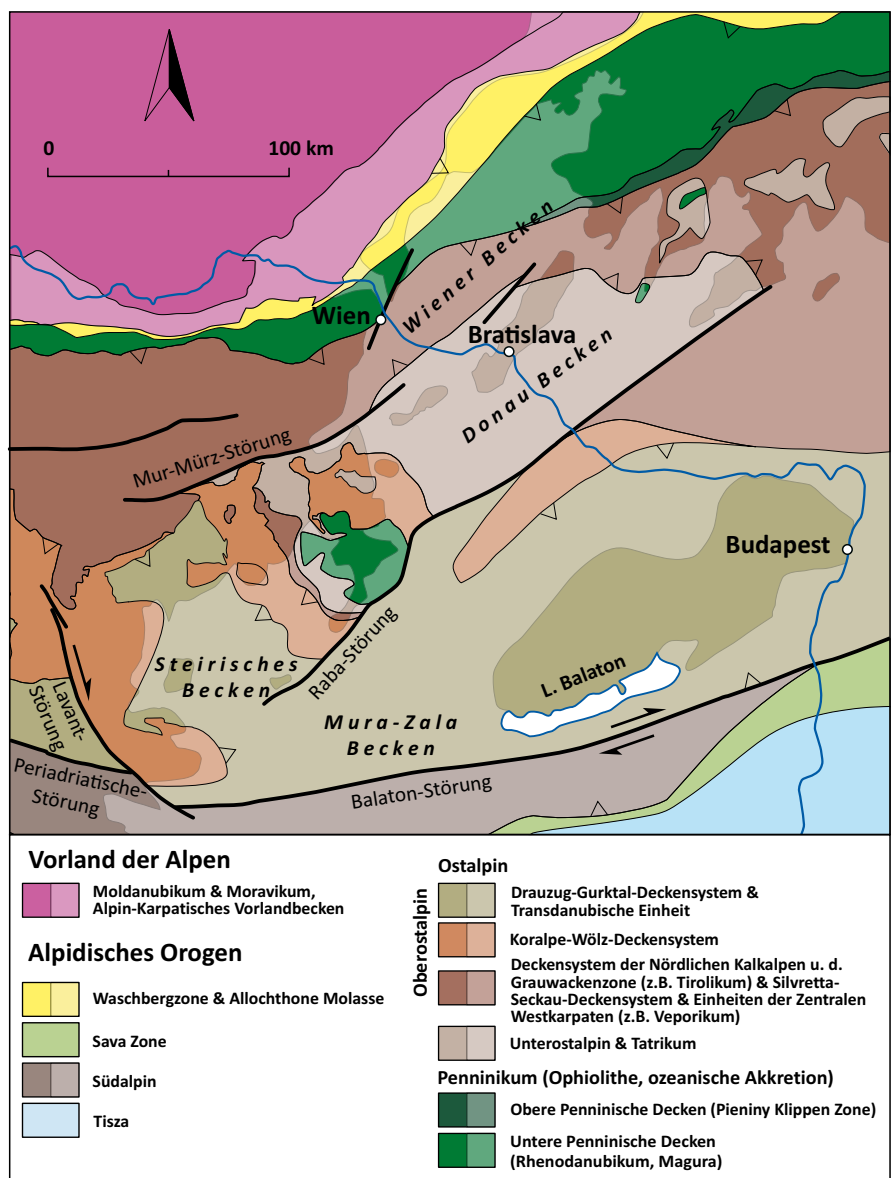 0 100 km
Wiener Becken
Wien
Bratislava
Donau Becken
Mur-Mürz-Störung
Budapest
Steirisches
Becken
Raba-Störung
L. Balaton
Lavant-
Störung
Mura-Zala
Becken
Periadriatische-
Störung
Balaton-Störung
Vorland der Alpen
Moldanubikum & Moravikum,
Alpin-Karpatisches Vorlandbecken
Alpidisches Orogen
Waschbergzone & Allochthone Molasse
Sava Zone
Südalpin
Tisza
Ostalpin
Oberostalpin
Drauzug-Gurktal-Deckensystem &
Transdanubische Einheit
Koralpe-Wölz-Deckensystem
Deckensystem der Nördlichen Kalkalpen u. d.
Grauwackenzone (z.B. Tirolikum) & Silvretta-
Seckau-Deckensystem & Einheiten der Zentralen
Westkarpaten (z.B. Veporikum)
Unterostalpin & Tatrikum
Penninikum (Ophiolithe, ozeanische Akkretion)
Obere Penninische Decken (Pieniny Klippen Zone)
Untere Penninische Decken
(Rhenodanubikum, Magura)